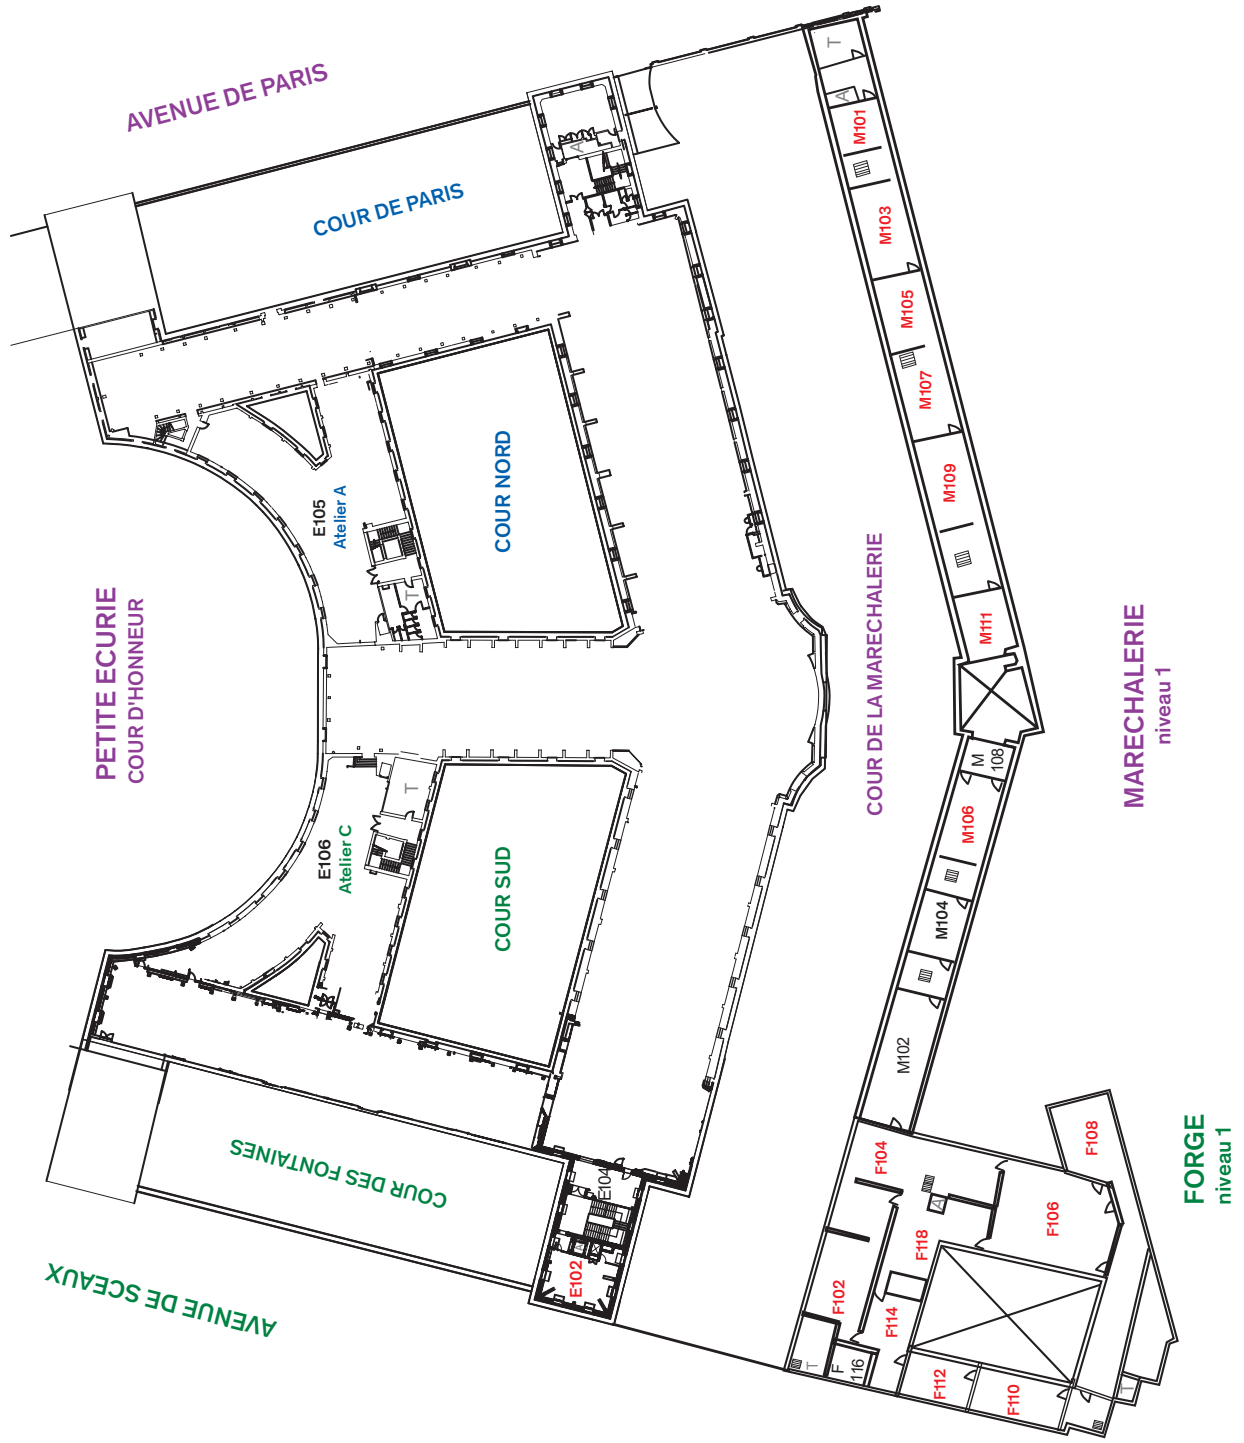 AVENUE DE PARIS
COUR DE PARIS
T
A
M101
M103
M105
M107
M109
M111
A
E105
Atelier A
COUR NORD
T
PETITE ECURIE
COUR D'HONNEUR
COUR DE LA MARECHALERIE
MARECHALERIE
niveau 1
M
108
M106
M104
M102
E106
Atelier C
T
COUR SUD
COUR DES FONTAINES
AVENUE DE SCEAUX
E104
A
E102
F104
F108
A
F106
F118
F102
F114
T
F
116
F112
F110
T
FORGE
niveau 1